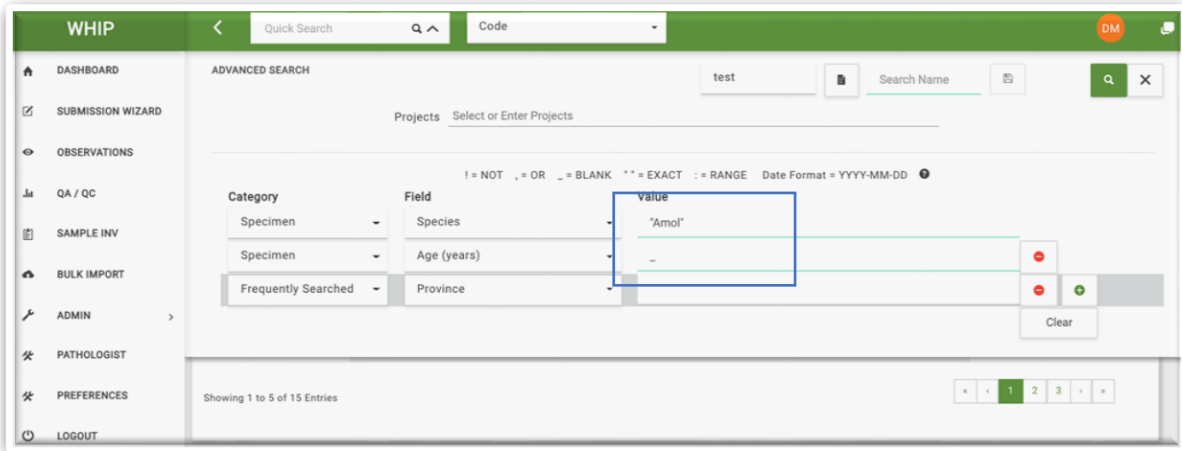 WHIP
Quick Search
Code
DM
DASHBOARD
SUBMISSION WIZARD
OBSERVATIONS
QA / QC
SAMPLE INV
BULK IMPORT
ADMIN
PATHOLOGIST
PREFERENCES
LOGOUT
ADVANCED SEARCH
test
Search Name
Projects Select or Enter Projects
! = NOT , = OR _ = BLANK " " = EXACT : = RANGE Date Format = YYYY-MM-DD
Category Field Value
Specimen Species "Amol"
Specimen Age (years) _
Frequently Searched Province
Clear
Showing 1 to 5 of 15 Entries
« ‹ 1 2 3 › »